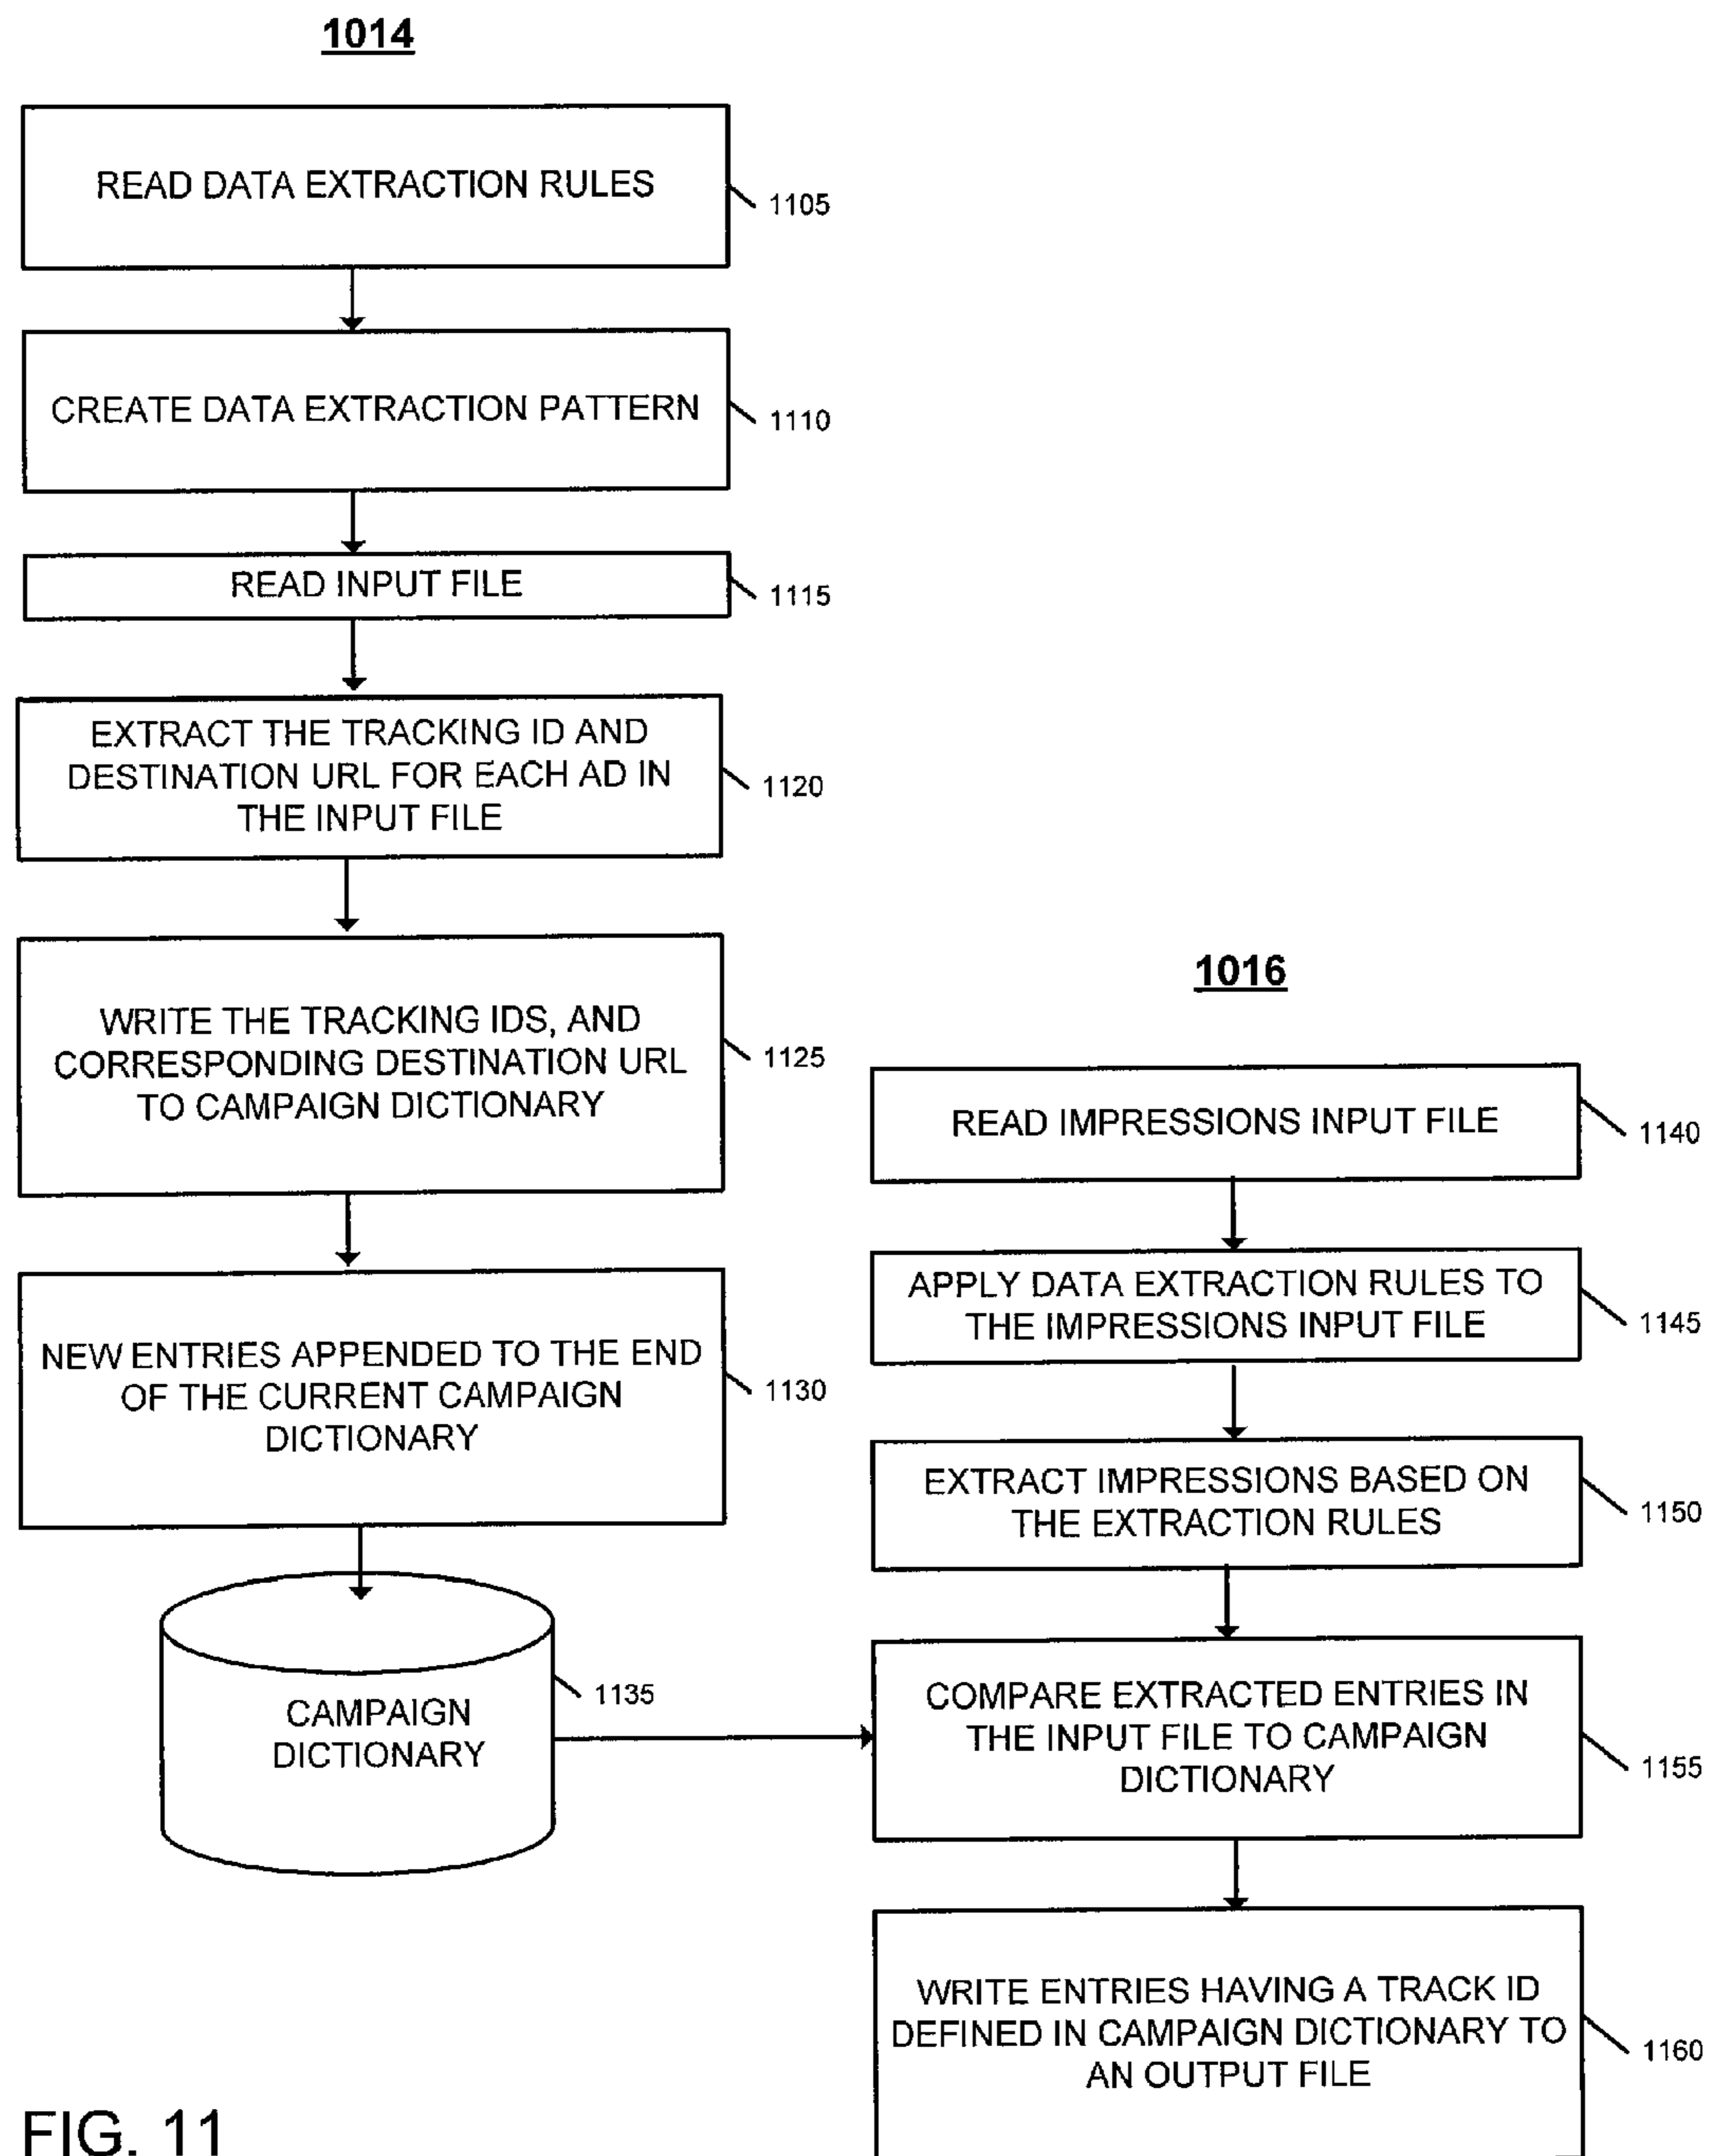 1014
READ DATA EXTRACTION RULES
1105
CREATE DATA EXTRACTION PATTERN
1110
READ INPUT FILE
1115
EXTRACT THE TRACKING ID AND
DESTINATION URL FOR EACH AD IN
THE INPUT FILE
1120
WRITE THE TRACKING IDS, AND
CORRESPONDING DESTINATION URL
TO CAMPAIGN DICTIONARY
1125
NEW ENTRIES APPENDED TO THE END
OF THE CURRENT CAMPAIGN
DICTIONARY
1130
CAMPAIGN
DICTIONARY
1135
1016
READ IMPRESSIONS INPUT FILE
1140
APPLY DATA EXTRACTION RULES TO
THE IMPRESSIONS INPUT FILE
1145
EXTRACT IMPRESSIONS BASED ON
THE EXTRACTION RULES
1150
COMPARE EXTRACTED ENTRIES IN
THE INPUT FILE TO CAMPAIGN
DICTIONARY
1155
WRITE ENTRIES HAVING A TRACK ID
DEFINED IN CAMPAIGN DICTIONARY TO
AN OUTPUT FILE
1160
FIG. 11